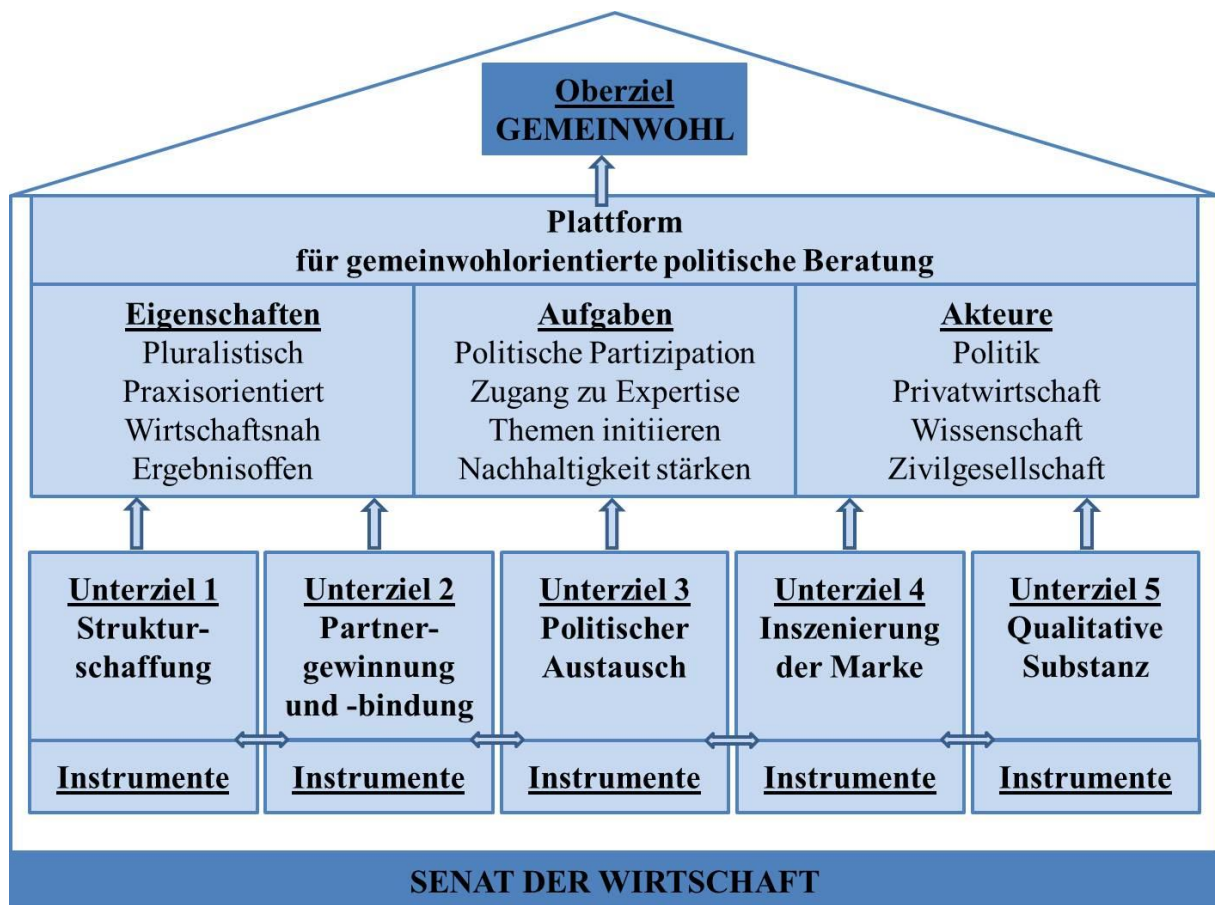 Oberziel
GEMEINWOHL
Plattform
für gemeinwohlorientierte politische Beratung
Eigenschaften
Pluralistisch
Praxisorientiert
Wirtschaftsnah
Ergebnisoffen
Aufgaben
Politische Partizipation
Zugang zu Expertise
Themen initiieren
Nachhaltigkeit stärken
Akteure
Politik
Privatwirtschaft
Wissenschaft
Zivilgesellschaft
Unterziel 1
Struktur-
schaffung
Unterziel 2
Partner-
gewinnung
und -bindung
Unterziel 3
Politischer
Austausch
Unterziel 4
Inszenierung
der Marke
Unterziel 5
Qualitative
Substanz
Instrumente
Instrumente
Instrumente
Instrumente
Instrumente
SENAT DER WIRTSCHAFT